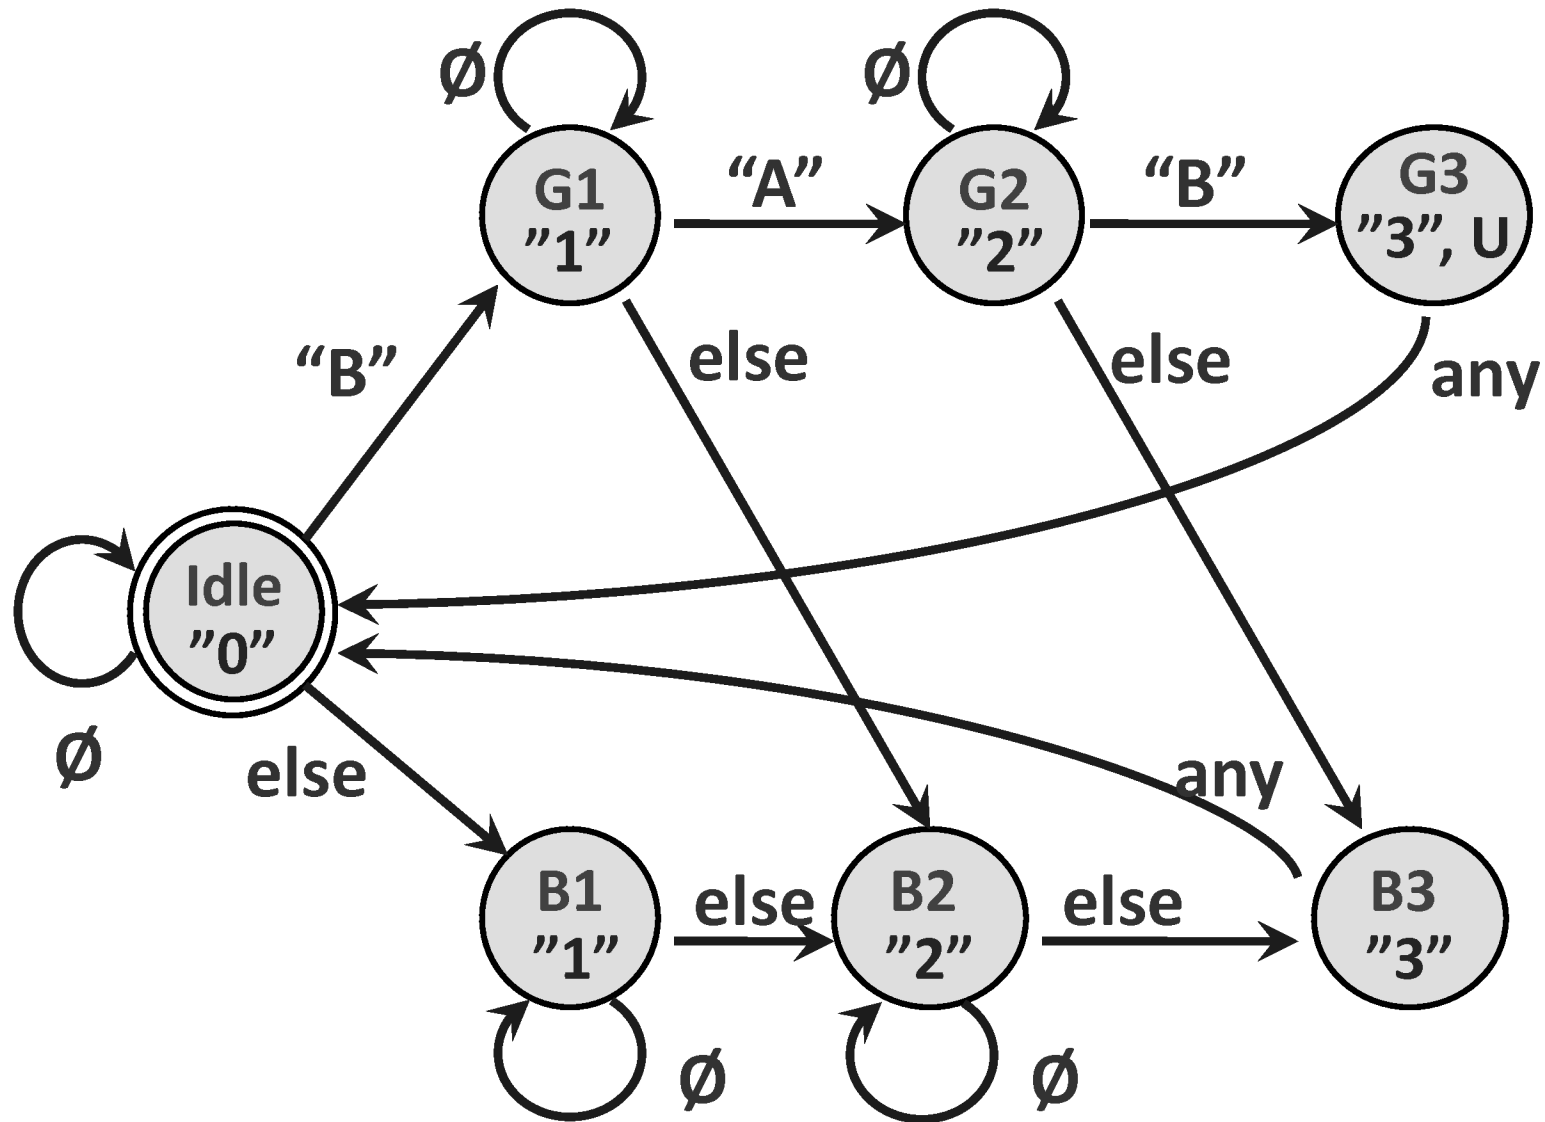 Ø
Ø
G1
”1”
“A”
G2
”2”
“B”
G3
”3”, U
“B”
else
else
any
Idle
”0”
Ø
else
any
B1
”1”
else
B2
”2”
else
B3
”3”
Ø
Ø